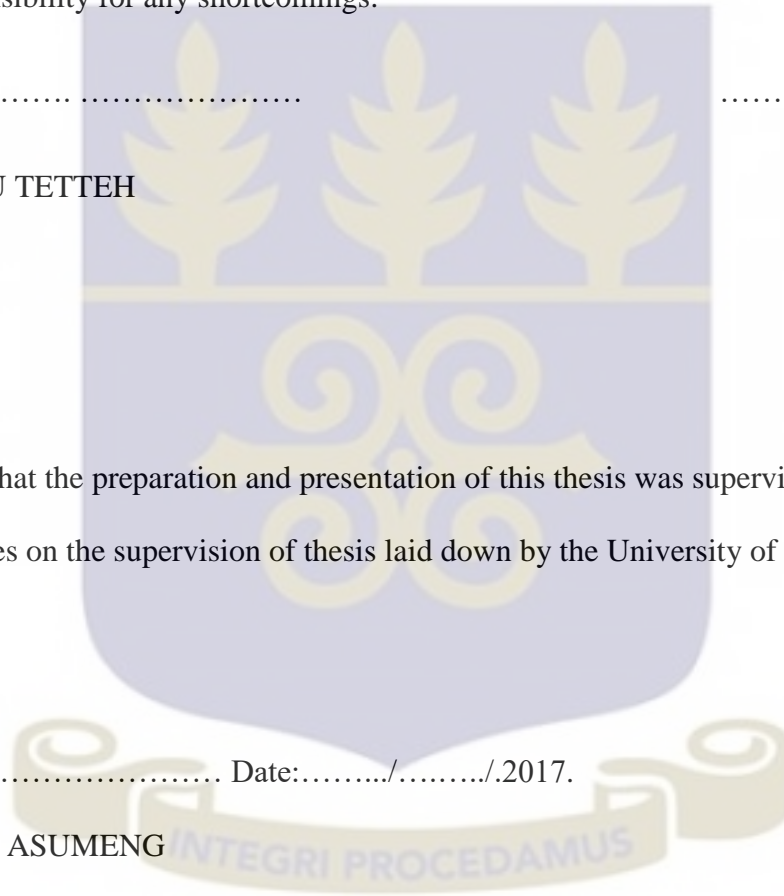 for any shortcomings.
……. ………………… ……
TETTEH
hat the preparation and presentation of this thesis was supervi
es on the supervision of thesis laid down by the University of
………………… Date:……..../….…../.2017.
ASUMENG
INTEGRI PROCEDAMUS